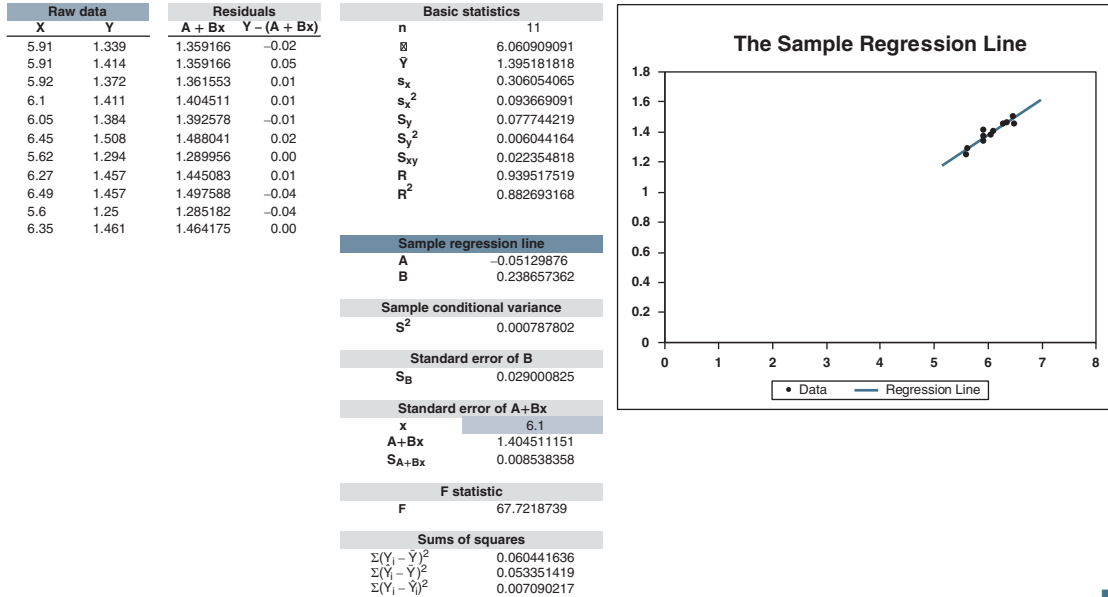 Raw data
X Y
5.91 1.339
5.91 1.414
5.92 1.372
6.1 1.411
6.05 1.384
6.45 1.508
5.62 1.294
6.27 1.457
6.49 1.457
5.6 1.25
6.35 1.461
Residuals
A + Bx Y – (A + Bx)
1.359166 –0.02
1.359166 0.05
1.361553 0.01
1.404511 0.01
1.392578 –0.01
1.488041 0.02
1.289956 0.00
1.445083 0.01
1.497588 –0.04
1.285182 –0.04
1.464175 0.00
Basic statistics
n 11
6.060909091
Ȳ 1.395181818
sₓ 0.306054065
sₓ² 0.093669091
S_y 0.077744219
S_y² 0.006044164
S_xy 0.022354818
R 0.939517519
R² 0.882693168
Sample regression line
A –0.05129876
B 0.238657362
Sample conditional variance
S² 0.000787802
Standard error of B
S_B 0.029000825
Standard error of A+Bx
x 6.1
A+Bx 1.404511151
S_A+Bx 0.008538358
F statistic
F 67.7218739
Sums of squares
Σ(Yᵢ – Ȳ)² 0.060441636
Σ(Ŷᵢ – Ȳ)² 0.053351419
Σ(Yᵢ – Ŷᵢ)² 0.007090217
The Sample Regression Line
1.8
1.6
1.4
1.2
1
0.8
0.6
0.4
0.2
0
0 1 2 3 4 5 6 7 8
Data Regression Line